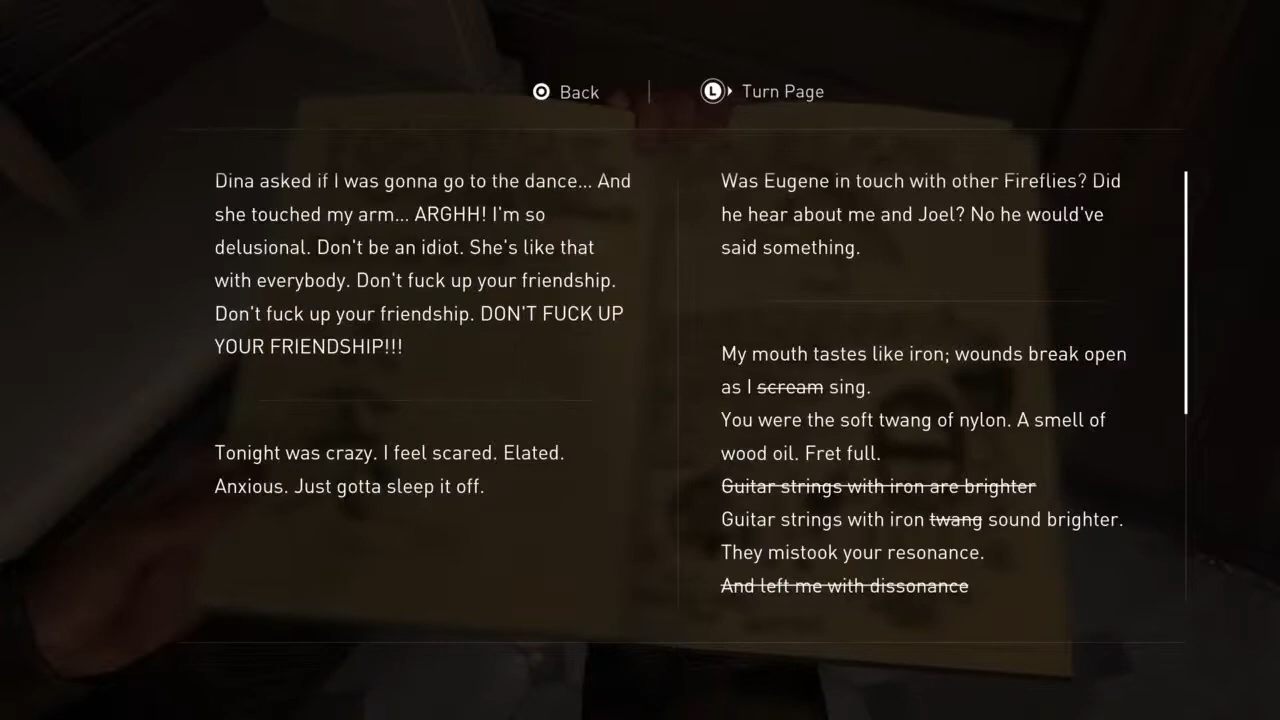 Back
Turn Page
Dina asked if I was gonna go to the dance... And
she touched my arm... ARGHH! I'm so
delusional. Don't be an idiot. She's like that
with everybody. Don't fuck up your friendship.
Don't fuck up your friendship. DON'T FUCK UP
YOUR FRIENDSHIP!!!
Tonight was crazy. I feel scared. Elated.
Anxious. Just gotta sleep it off.
Was Eugene in touch with other Fireflies? Did
he hear about me and Joel? No he would've
said something.
My mouth tastes like iron; wounds break open
as I scream sing.
You were the soft twang of nylon. A smell of
wood oil. Fret full.
Guitar strings with iron are brighter
Guitar strings with iron twang sound brighter.
They mistook your resonance.
And left me with dissonance